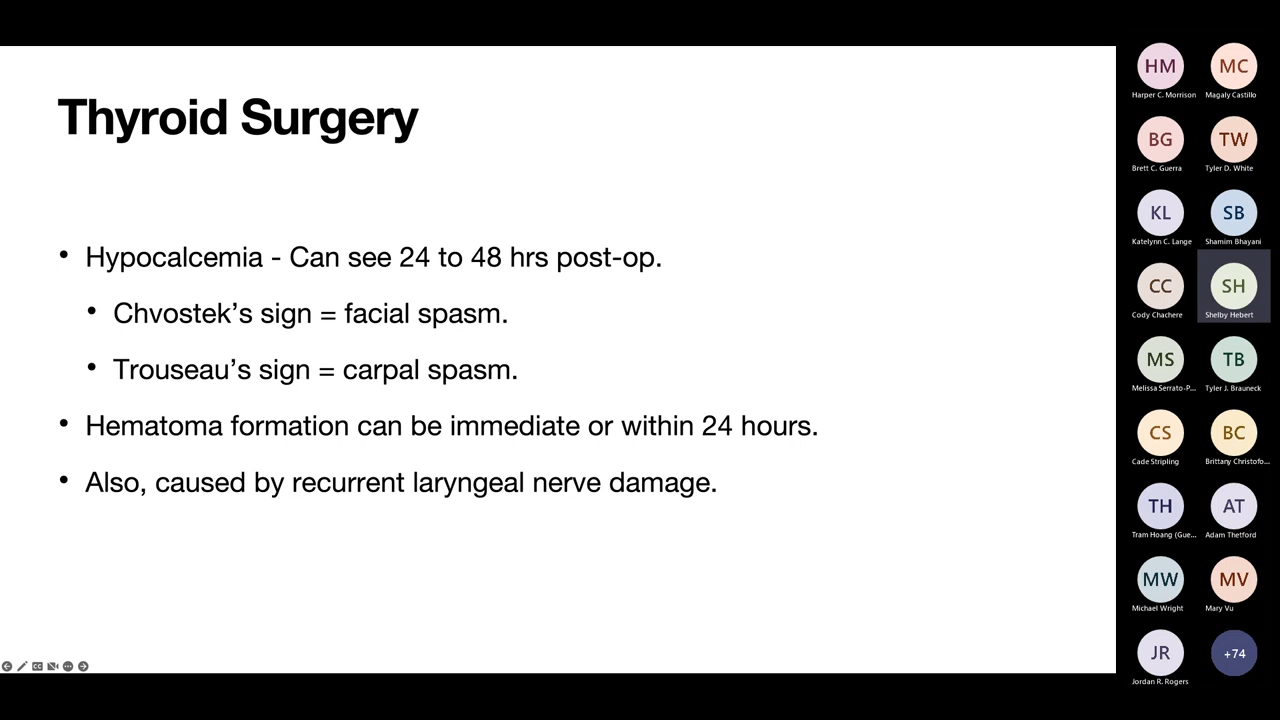 Thyroid Surgery
• Hypocalcemia - Can see 24 to 48 hrs post-op.
• Chvostek’s sign = facial spasm.
• Trouseau’s sign = carpal spasm.
• Hematoma formation can be immediate or within 24 hours.
• Also, caused by recurrent laryngeal nerve damage.
HM MC
Harper C. Morrison Magaly Castillo
BG TW
Brett C. Guerra Tyler D. White
KL SB
Katelynn C. Lange Shamim Bhayani
CC SH
Cody Chachere Shelby Hebert
MS TB
Melissa Serrato-P... Tyler J. Brauneck
CS BC
Cade Stripling Brittany Christofo...
TH AT
Tram Hoang (Gue... Adam Thetford
MW MV
Michael Wright Mary Vu
JR +74
Jordan R. Rogers